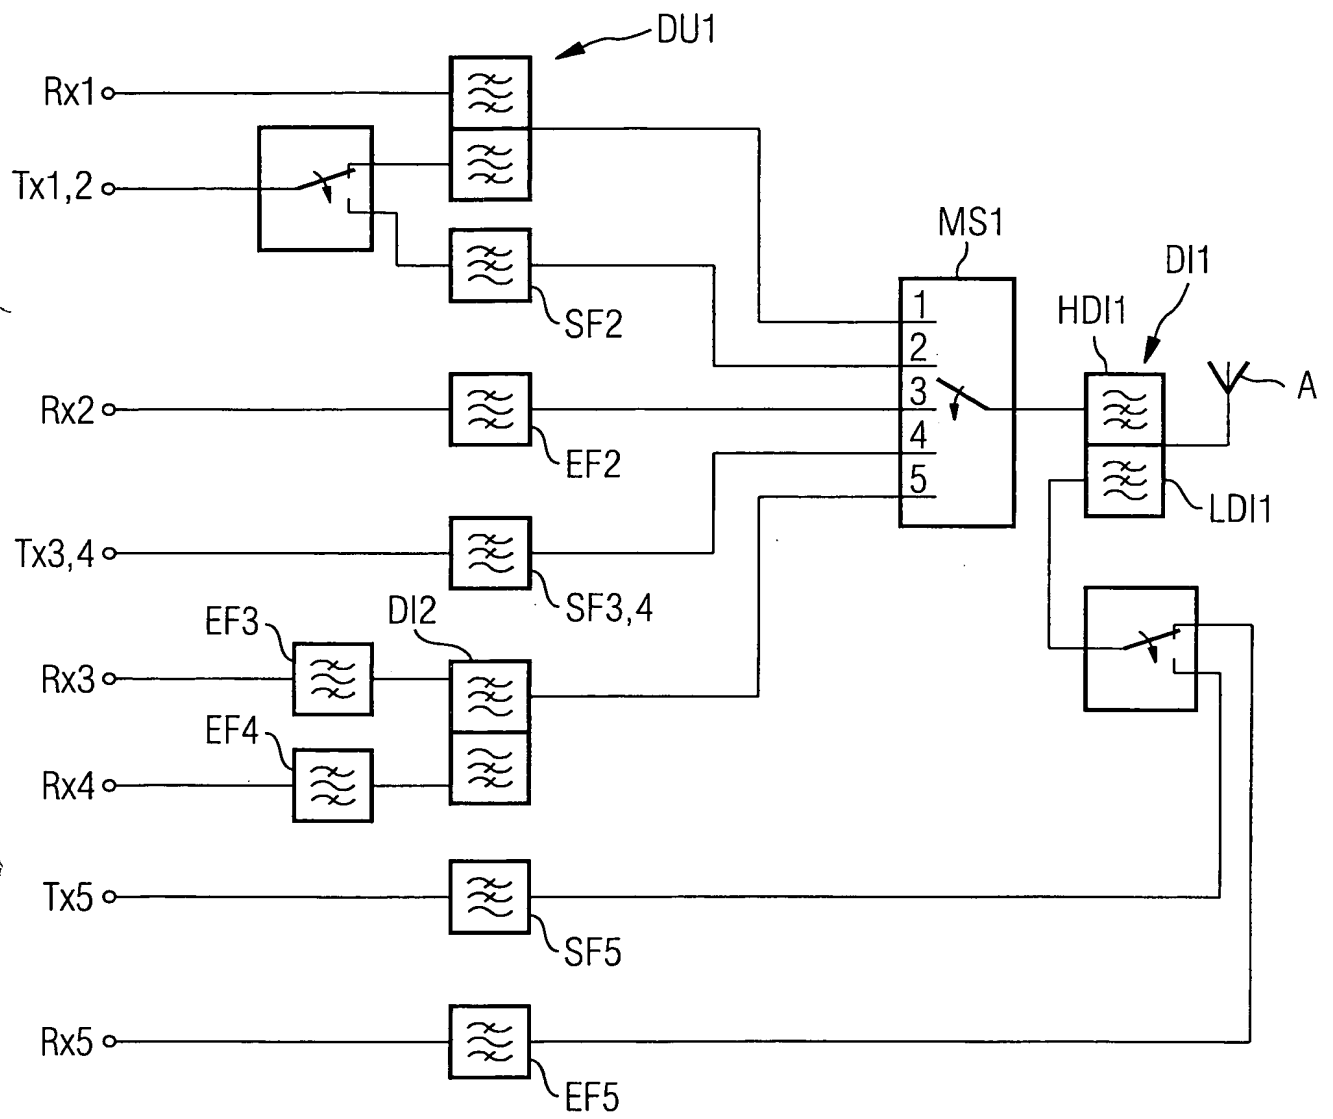 DU1
Rx1
Tx1,2
SF2
MS1
DI1
HDI1
1
2
3
4
5
A
Rx2
EF2
LDI1
Tx3,4
SF3,4
EF3
DI2
Rx3
EF4
Rx4
Tx5
SF5
Rx5
EF5